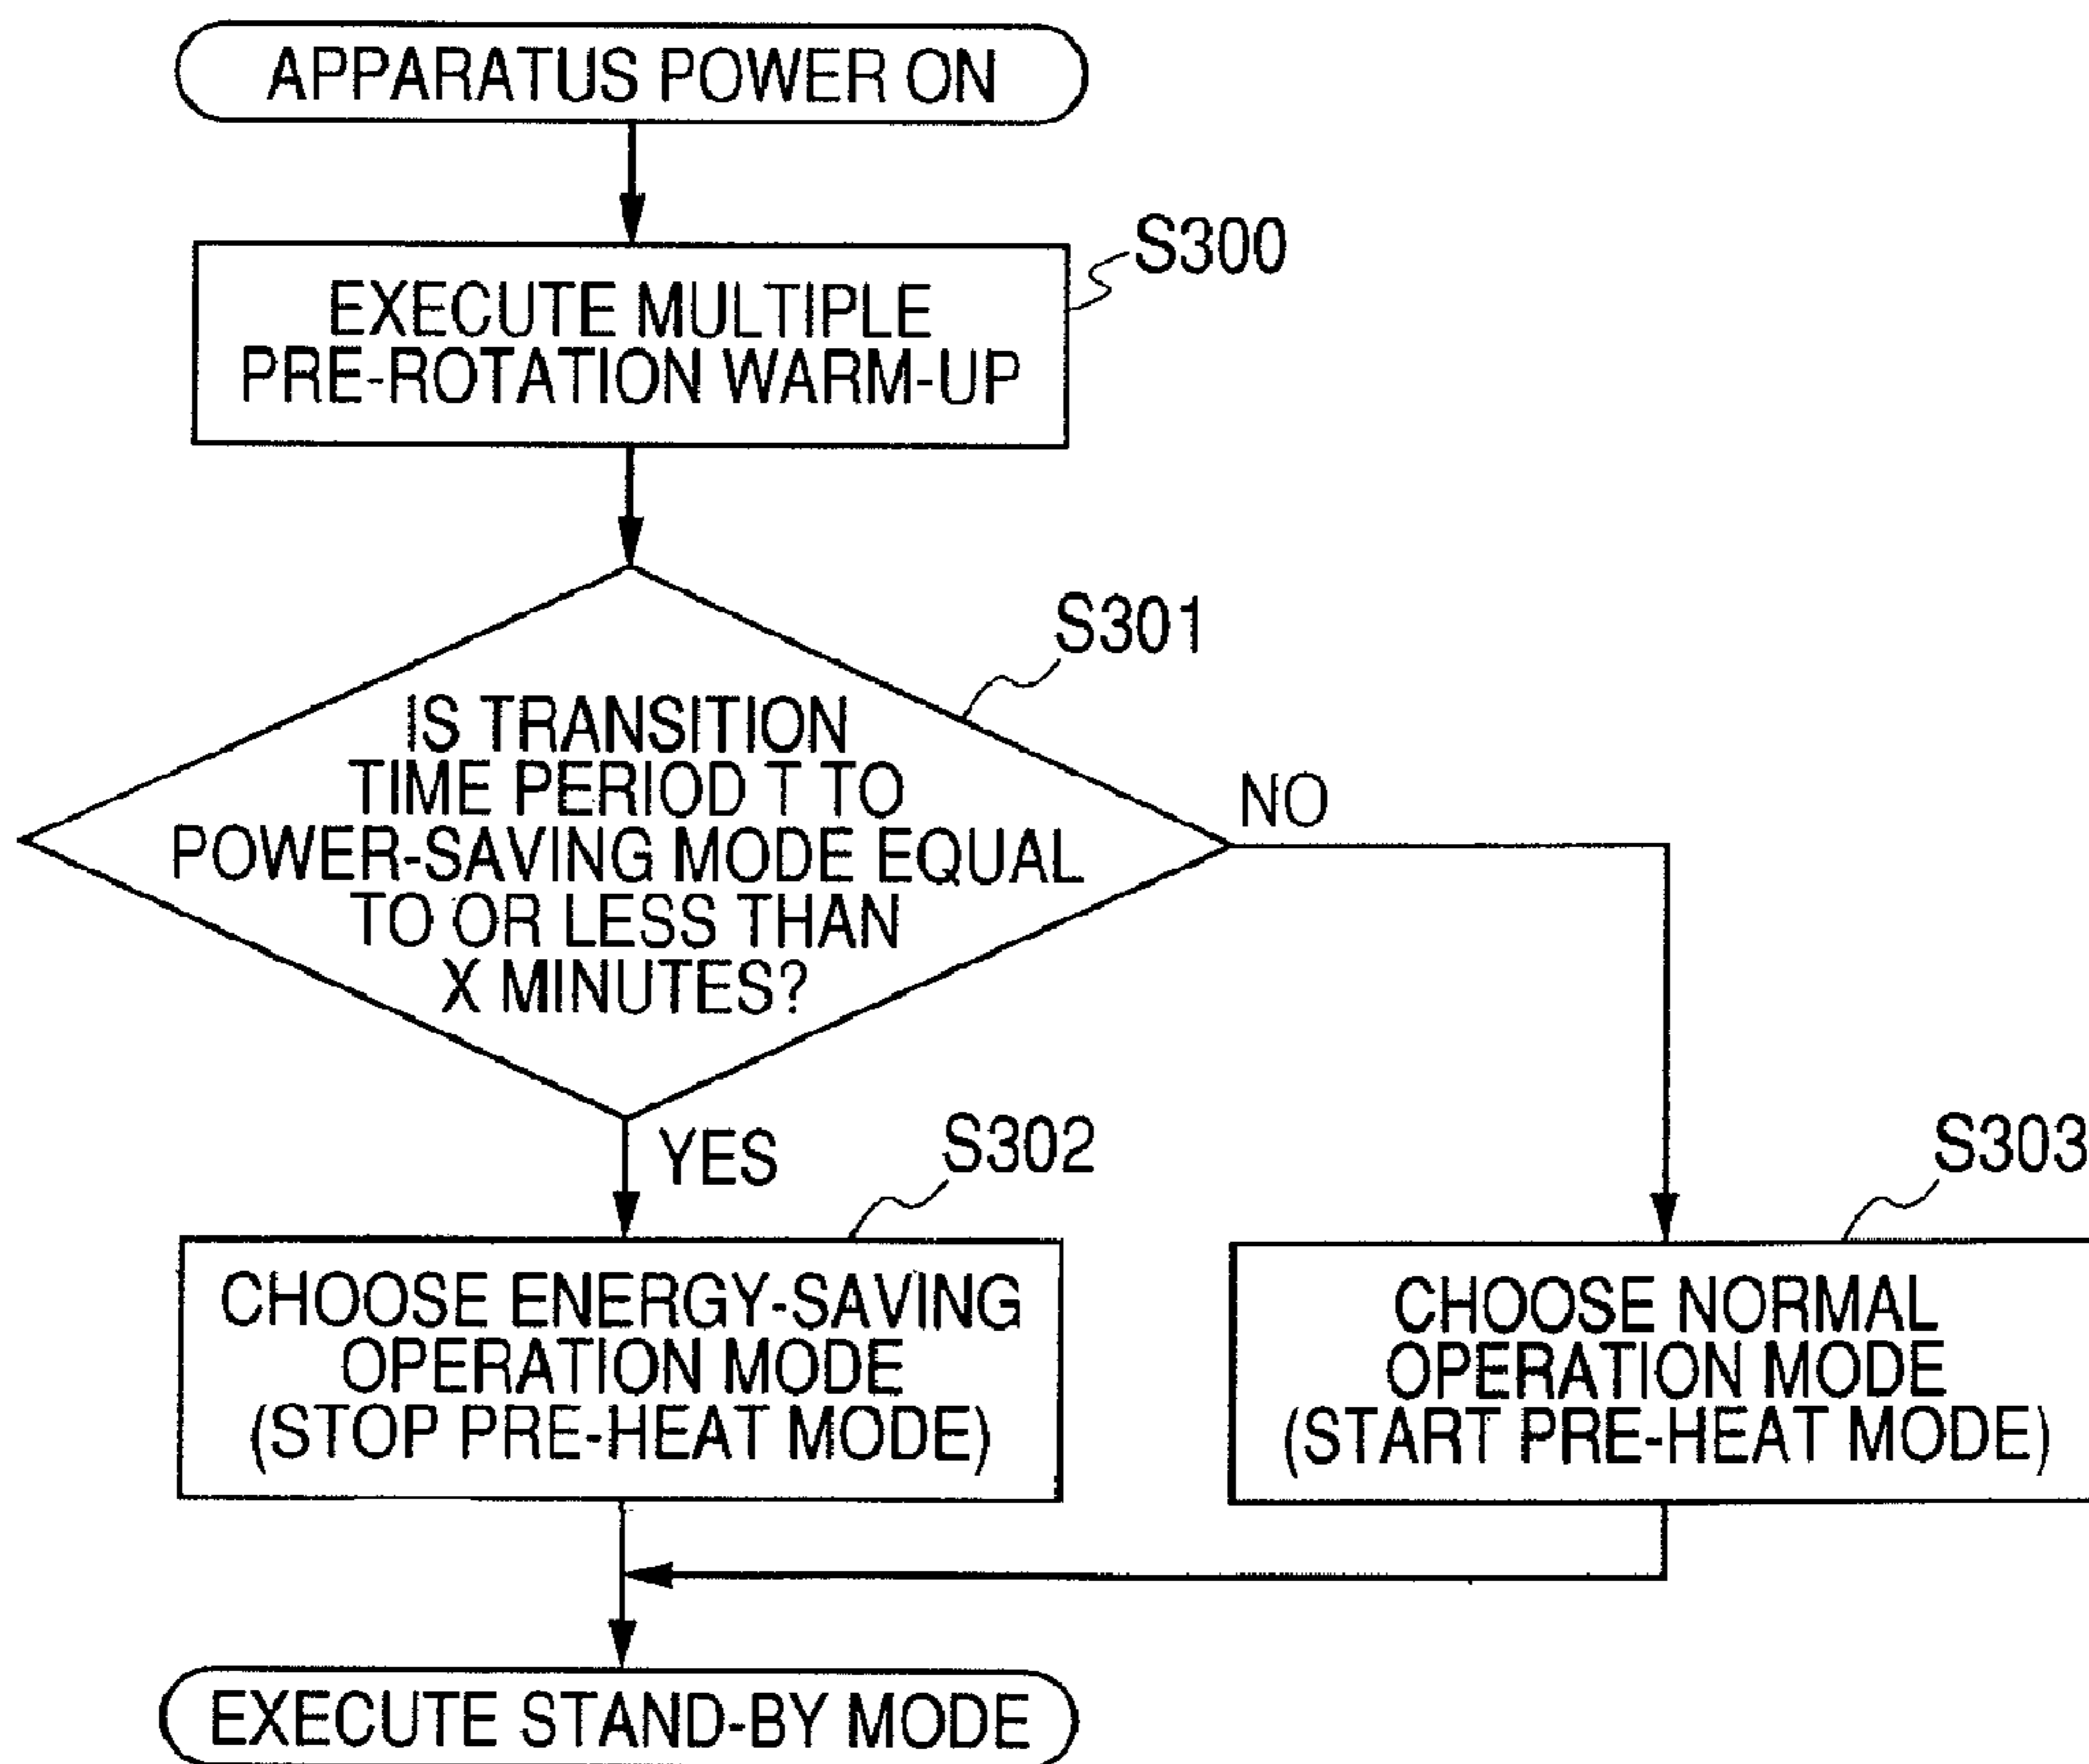 APPARATUS POWER ON
S300
EXECUTE MULTIPLE
PRE-ROTATION WARM-UP
S301
IS TRANSITION
TIME PERIOD T TO
POWER-SAVING MODE EQUAL
TO OR LESS THAN
X MINUTES?
NO
YES
S302
CHOOSE ENERGY-SAVING
OPERATION MODE
(STOP PRE-HEAT MODE)
S303
CHOOSE NORMAL
OPERATION MODE
(START PRE-HEAT MODE)
EXECUTE STAND-BY MODE